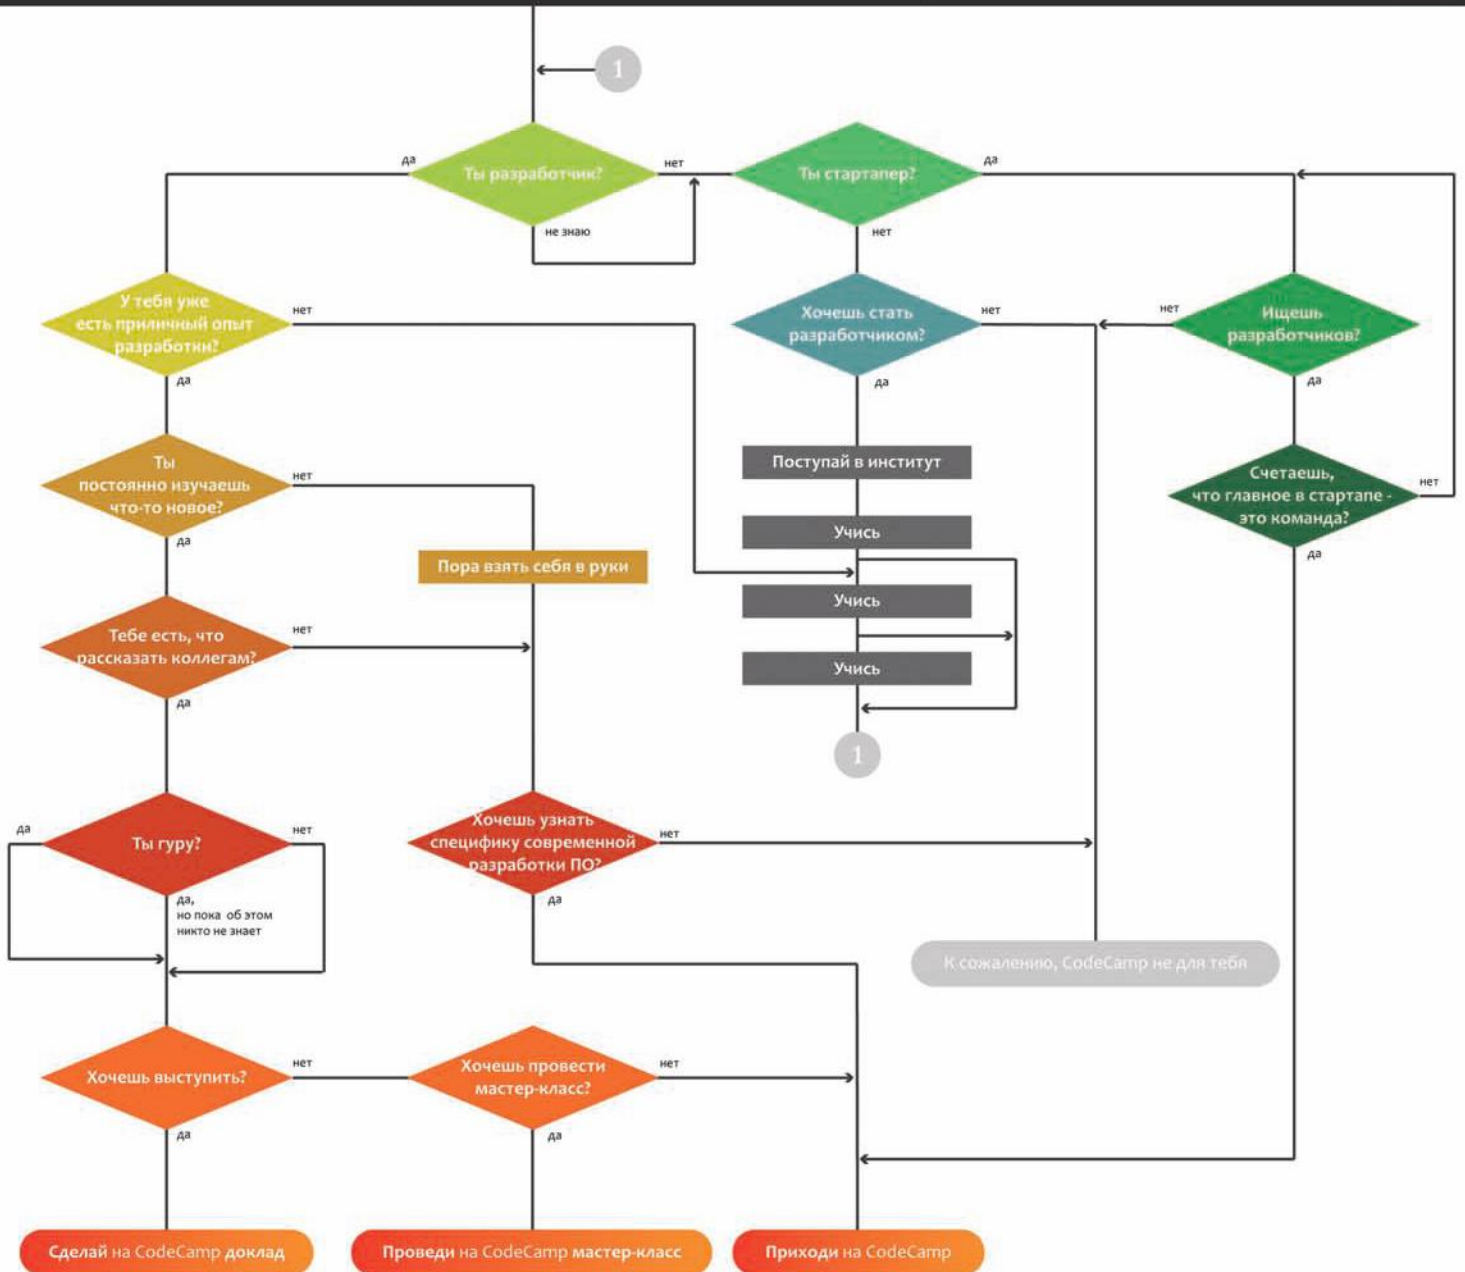 1
да
Ты разработчик?
нет
Ты стартапер?
да
не знаю
нет
У тебя уже
есть приличный опыт
разработки?
нет
Хочешь стать
разработчиком?
нет
нет
Ищешь
разработчиков?
да
да
да
Ты
постоянно изучаешь
что-то новое?
нет
Поступай в институт
Счетаешь,
что главное в стартапе -
это команда?
нет
да
Учись
да
Пора взять себя в руки
Учись
Тебе есть, что
рассказать коллегам?
нет
Учись
да
1
да
Ты гуру?
нет
Хочешь узнать
специфику современной
разработки ПО?
нет
да,
но пока об этом
никто не знает
да
К сожалению, CodeCamp не для тебя
Хочешь выступить?
нет
Хочешь провести
мастер-класс?
нет
да
да
Сделай на CodeCamp доклад
Проведи на CodeCamp мастер-класс
Приходи на CodeCamp